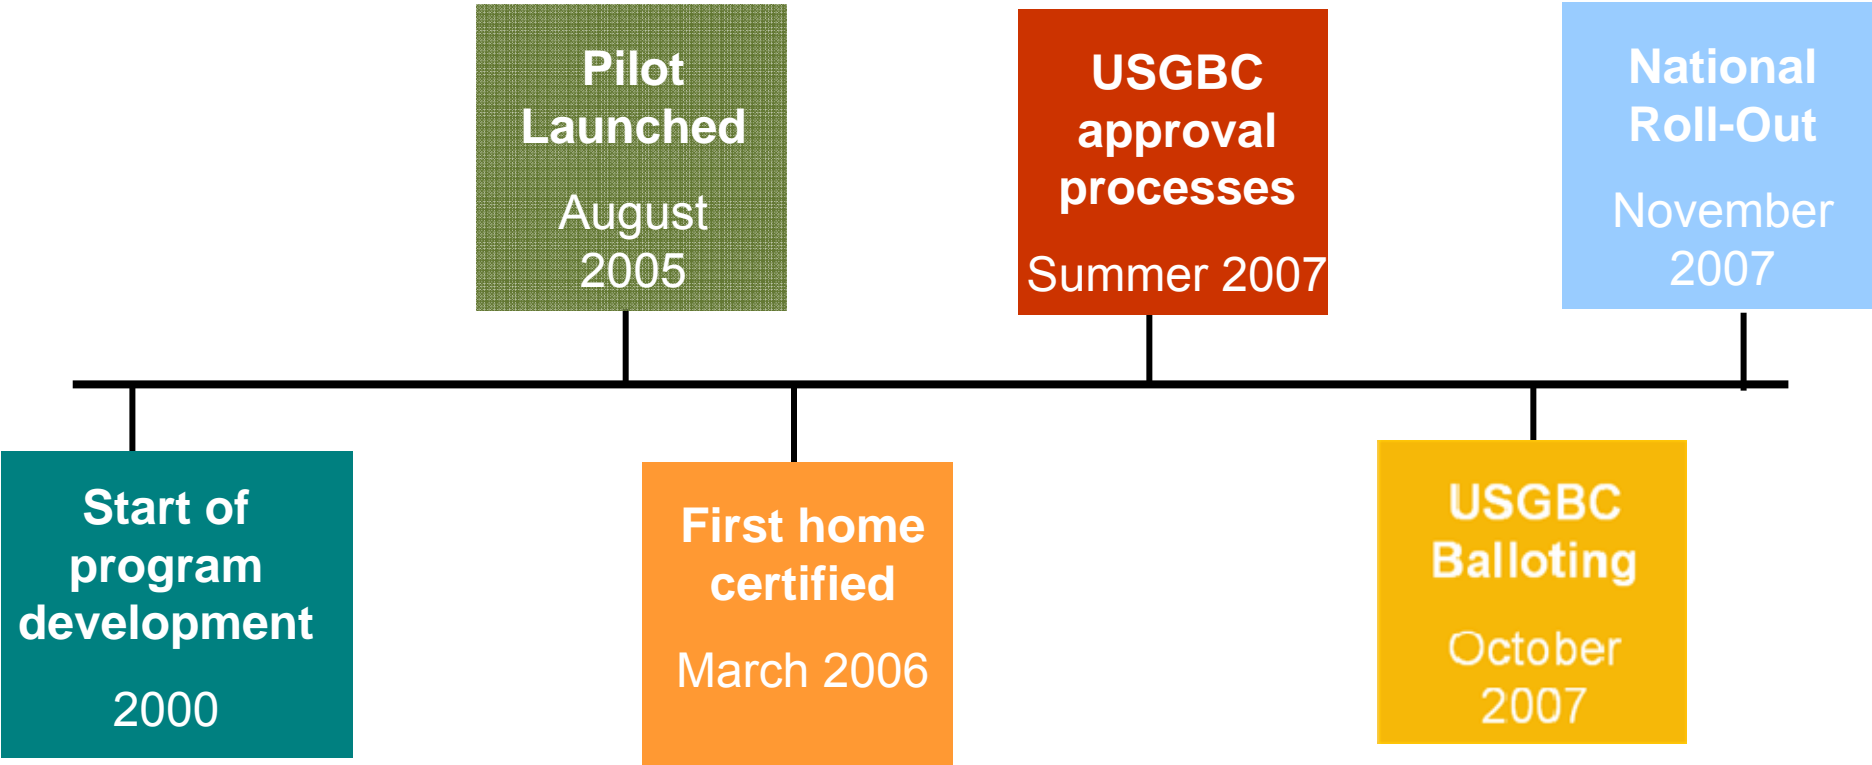 Pilot
Launched
August
2005
USGBC
approval
processes
Summer 2007
National
Roll-Out
November
2007
Start of
program
development
2000
First home
certified
March 2006
USGBC
Balloting
October
2007